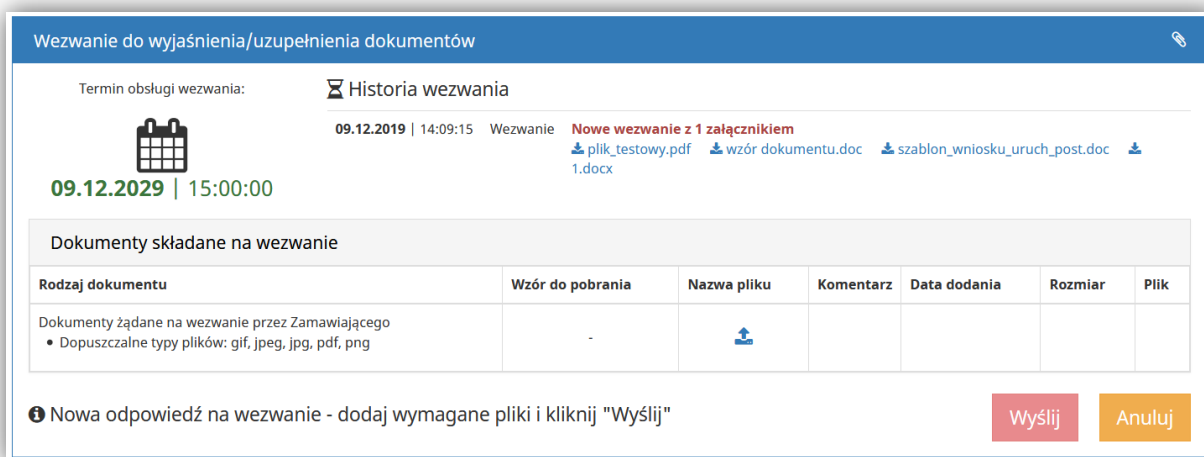 Wezwanie do wyjaśnienia/uzupełnienia dokumentów
Termin obsługi wezwania:
09.12.2029 | 15:00:00
Historia wezwania
09.12.2019 | 14:09:15 Wezwanie Nowe wezwanie z 1 załącznikiem
plik_testowy.pdf wzór dokumentu.doc szablon_wniosku_uruch_post.doc
1.docx
Dokumenty składane na wezwanie
Rodzaj dokumentu Wzór do pobrania Nazwa pliku Komentarz Data dodania Rozmiar Plik
Dokumenty żądane na wezwanie przez Zamawiającego
• Dopuszczalne typy plików: gif, jpeg, jpg, pdf, png
-
Nowa odpowiedź na wezwanie - dodaj wymagane pliki i kliknij "Wyślij"
Wyślij Anuluj